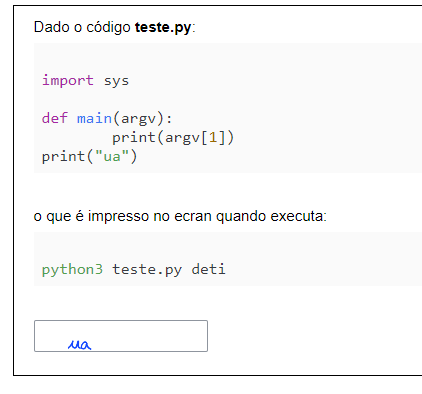 Dado o código teste.py:
import sys
def main(argv):
        print(argv[1])
print("ua")
o que é impresso no ecran quando executa:
python3 teste.py deti
ua